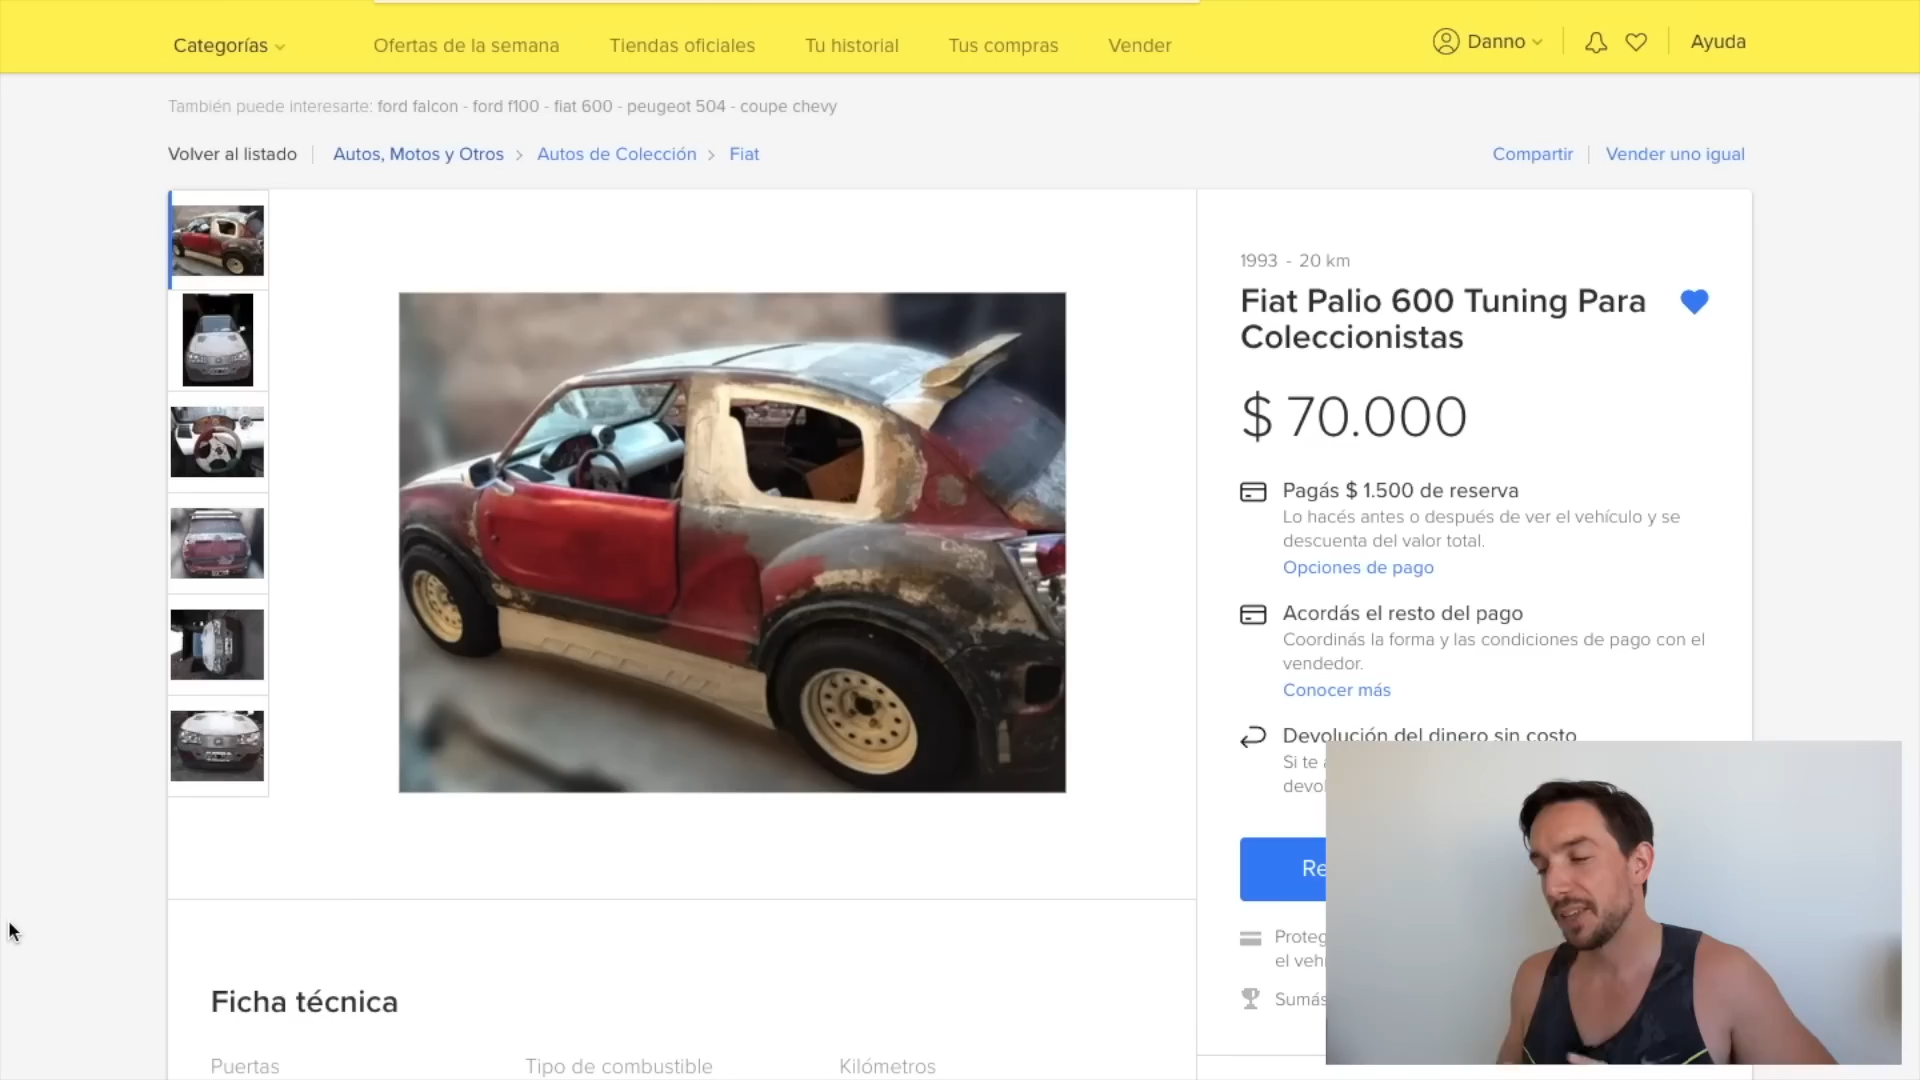 Categorías
Ofertas de la semana
Tiendas oficiales
Tu historial
Tus compras
Vender
Danno
Ayuda
También puede interesarte: ford falcon - ford f100 - fiat 600 - peugeot 504 - coupe chevy
Volver al listado
Autos, Motos y Otros > Autos de Colección > Fiat
Compartir
Vender uno igual
1993 - 20 km
Fiat Palio 600 Tuning Para
Coleccionistas
$ 70.000
Pagás $ 1.500 de reserva
Lo hacés antes o después de ver el vehículo y se
descuenta del valor total.
Opciones de pago
Acordás el resto del pago
Coordinás la forma y las condiciones de pago con el
vendedor.
Conocer más
Devolución del dinero sin costo
Si te
Sumás
Ficha técnica
Puertas
Tipo de combustible
Kilómetros